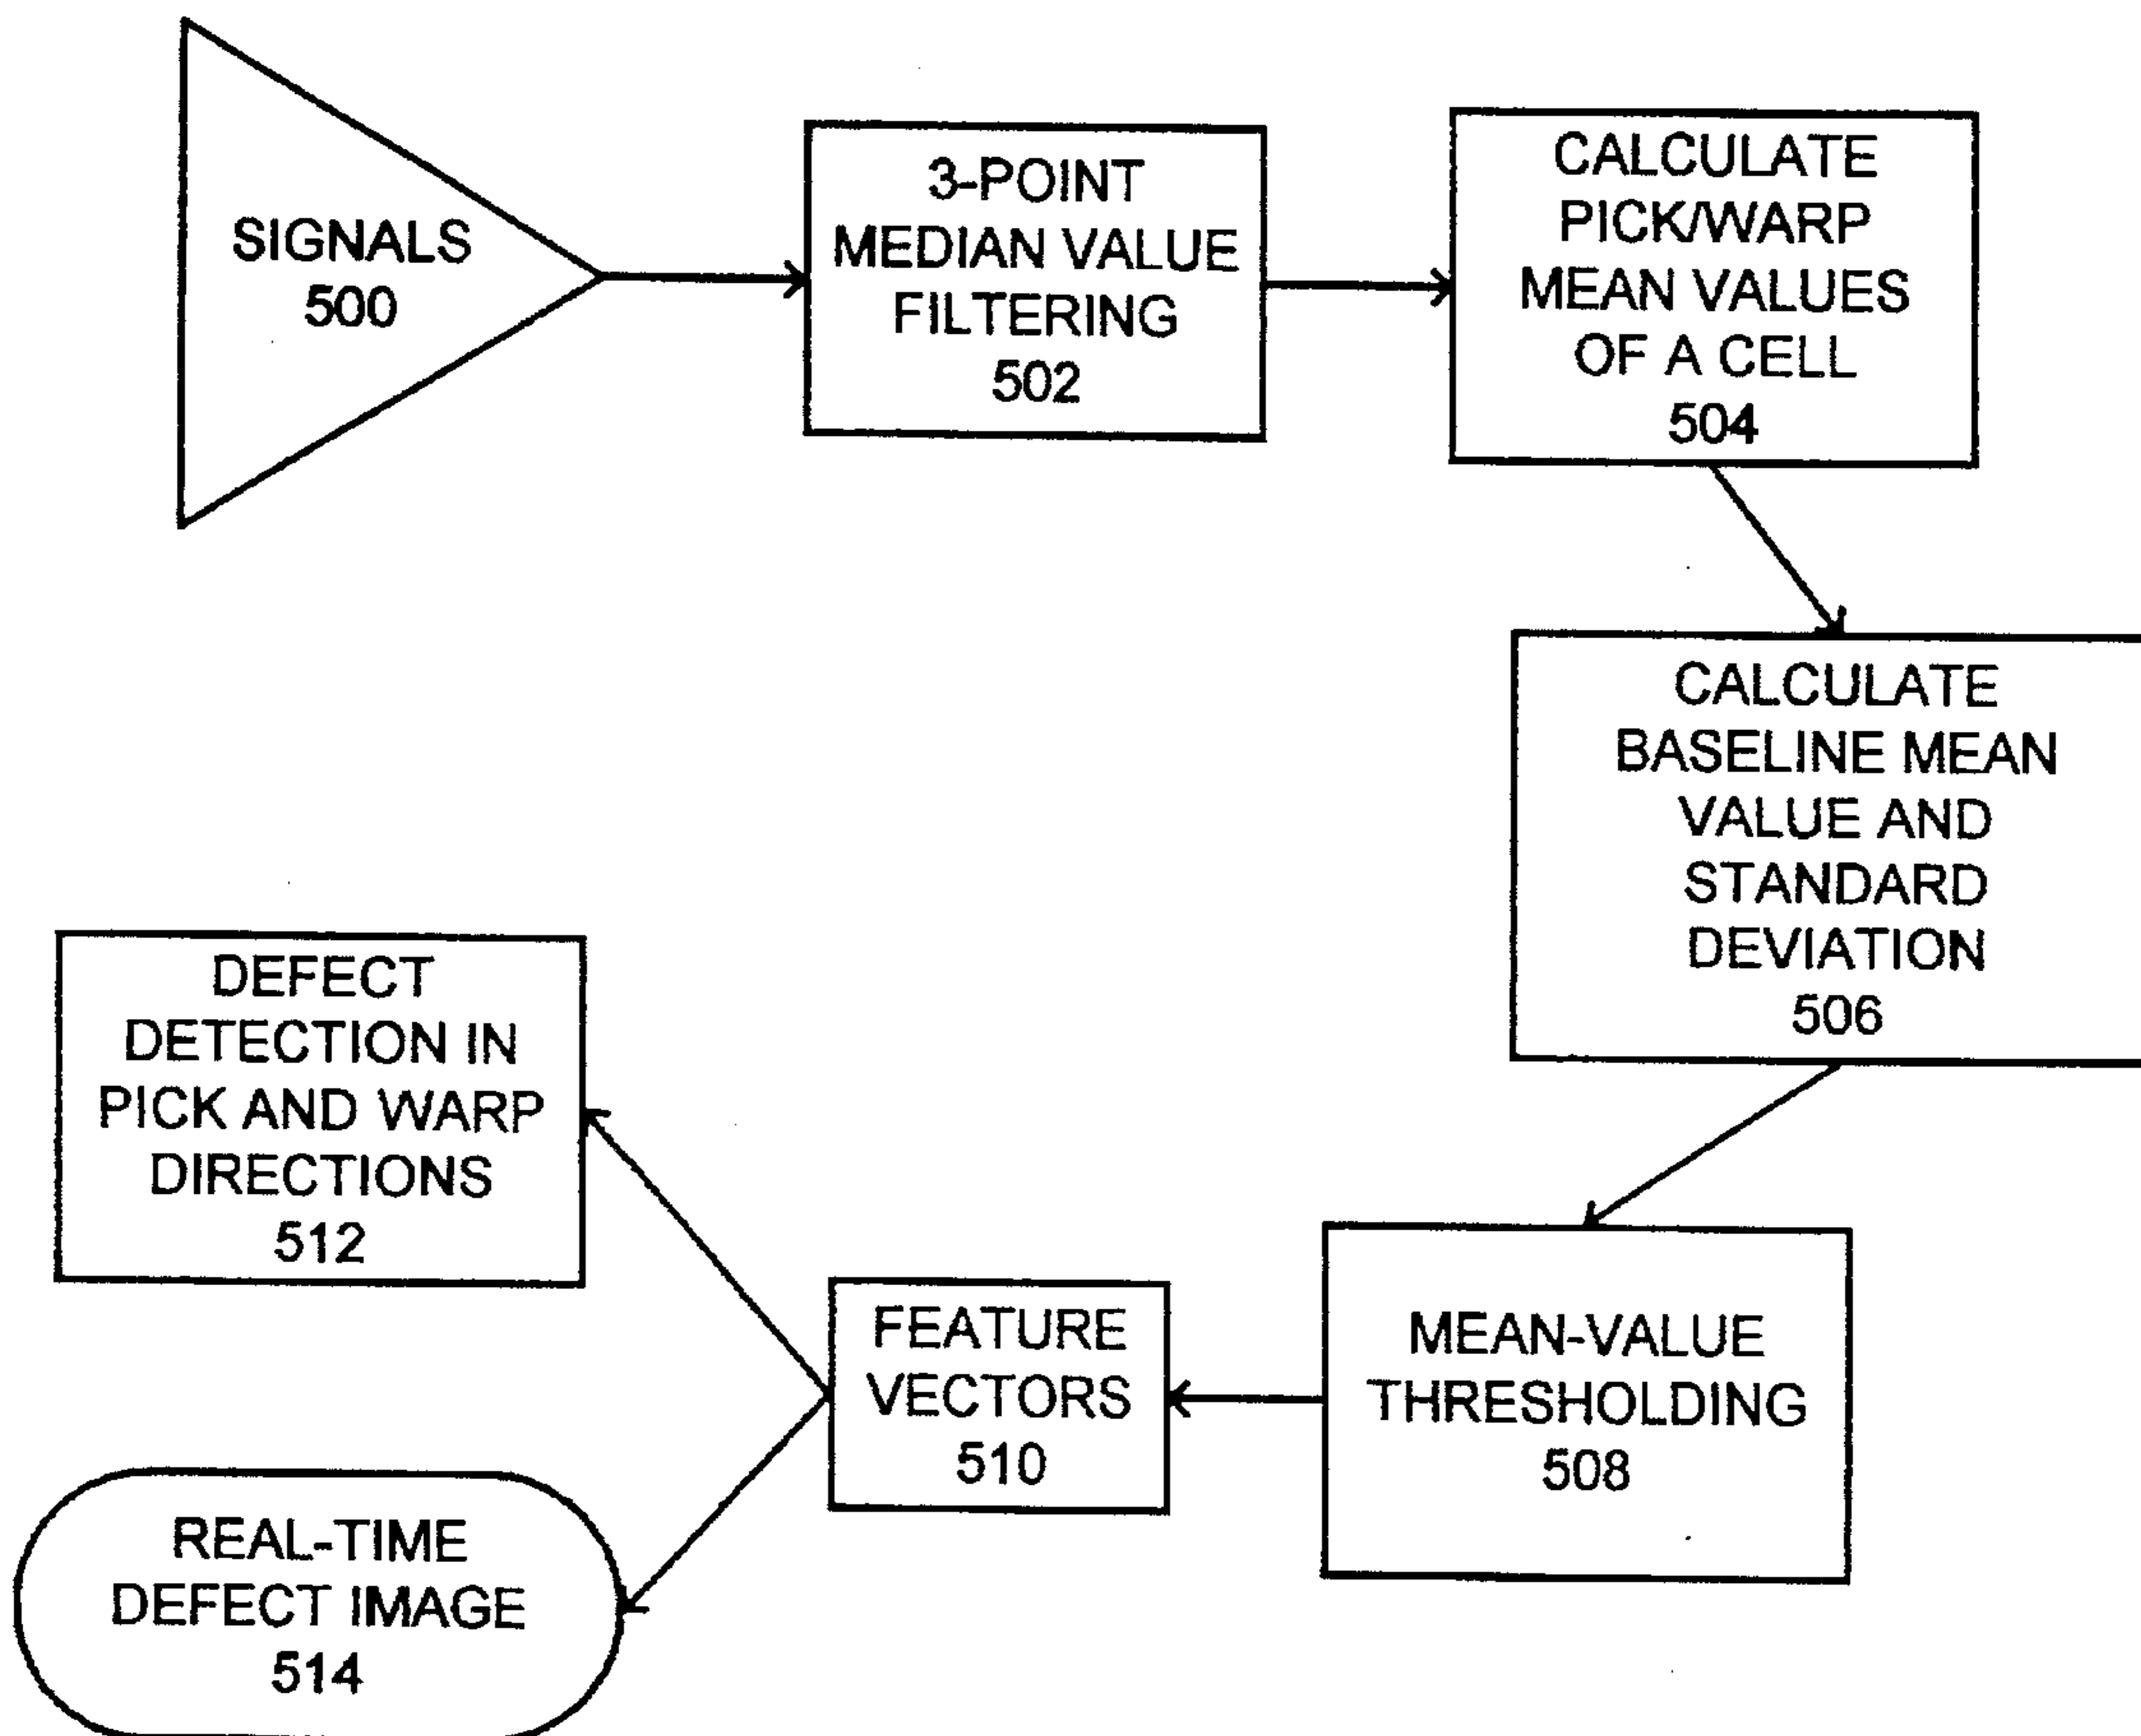 SIGNALS
500
3-POINT
MEDIAN VALUE
FILTERING
502
CALCULATE
PICK/WARP
MEAN VALUES
OF A CELL
504
CALCULATE
BASELINE MEAN
VALUE AND
STANDARD
DEVIATION
506
MEAN-VALUE
THRESHOLDING
508
FEATURE
VECTORS
510
DEFECT
DETECTION IN
PICK AND WARP
DIRECTIONS
512
REAL-TIME
DEFECT IMAGE
514